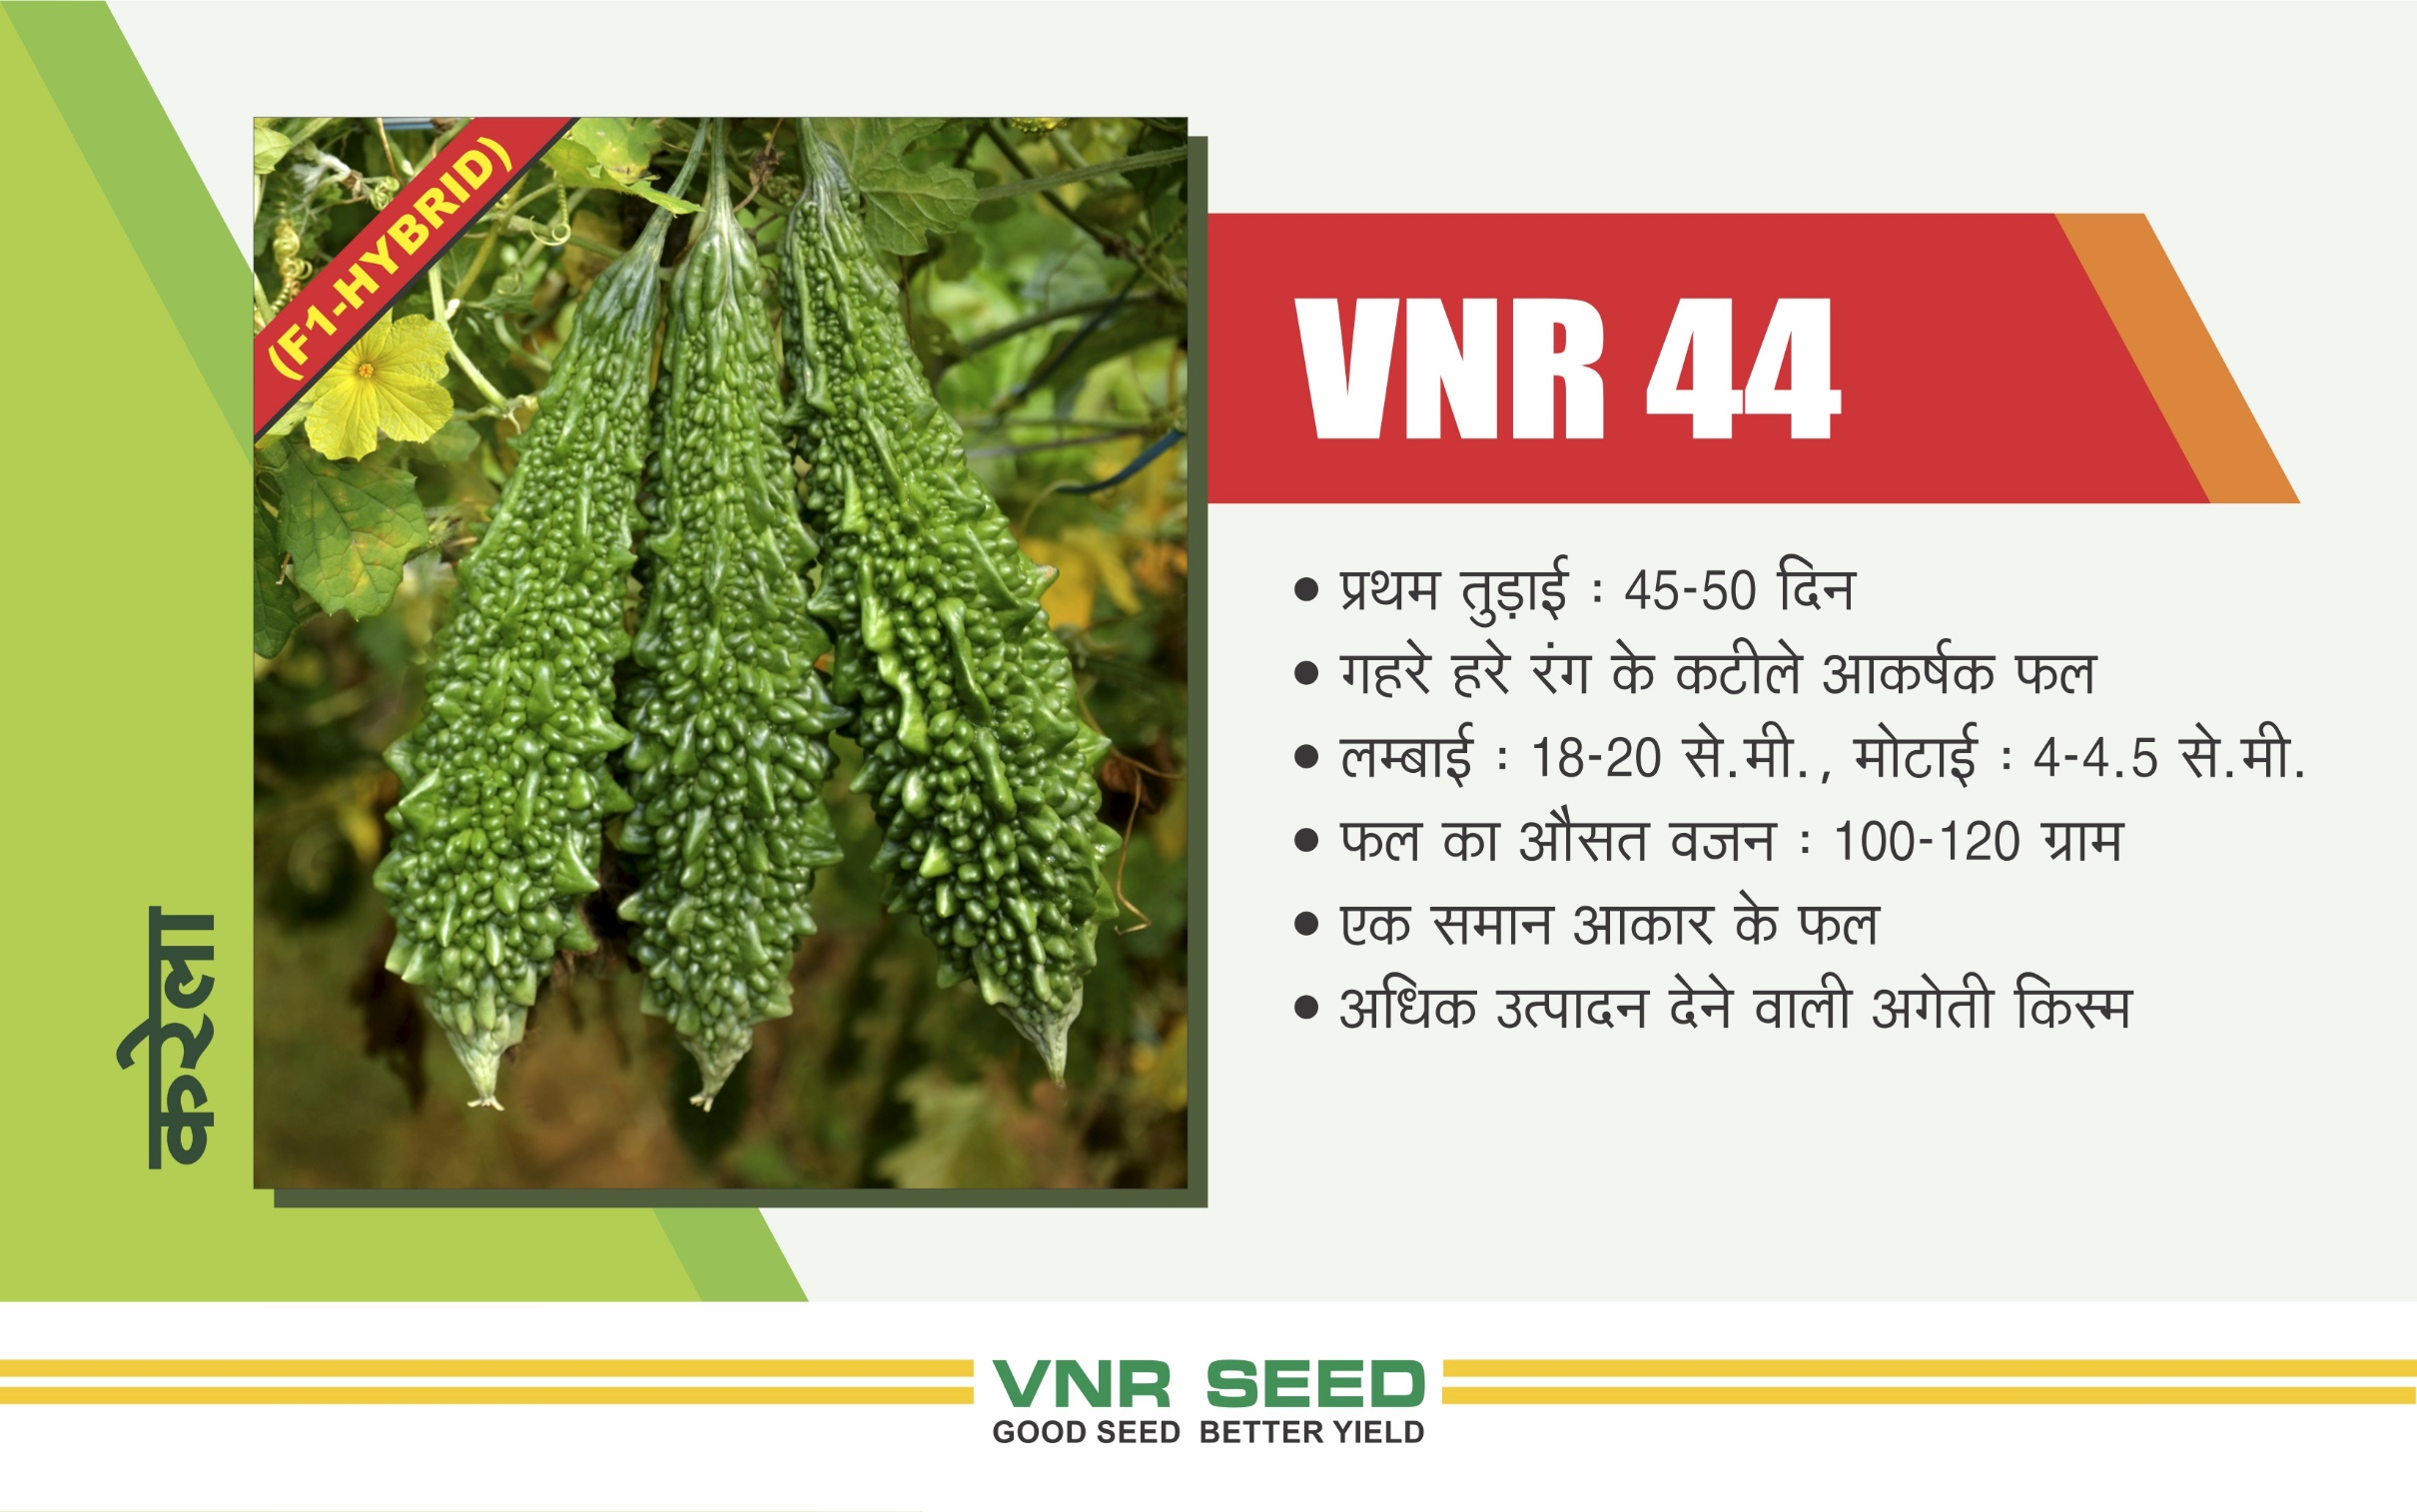 (F1-HYBRID)
करेला
VNR 44
• प्रथम तुड़ाई : 45-50 दिन
• गहरे हरे रंग के कटीले आकर्षक फल
• लम्बाई : 18-20 से.मी., मोटाई : 4-4.5 से.मी.
• फल का औसत वजन : 100-120 ग्राम
• एक समान आकार के फल
• अधिक उत्पादन देने वाली अगेती किस्म
VNR SEED
GOOD SEED BETTER YIELD